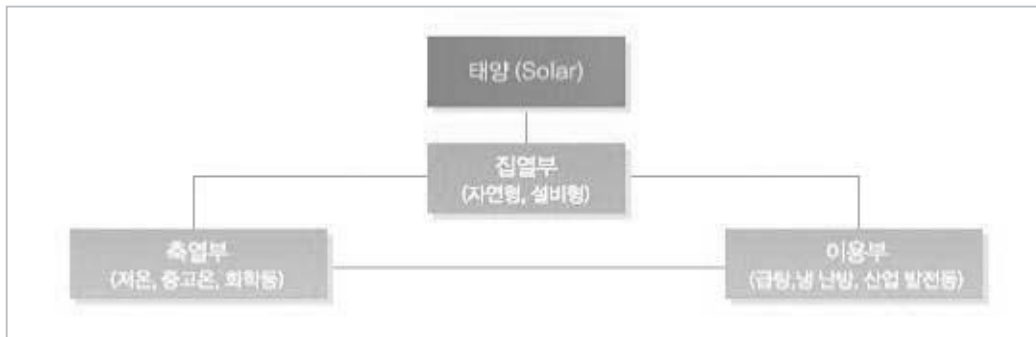 태양 (Solar)
집열부
(자연형, 설비형)
축열부
(저온, 중고온, 화학등)
이용부
(급탕,냉 난방, 산업 발전등)